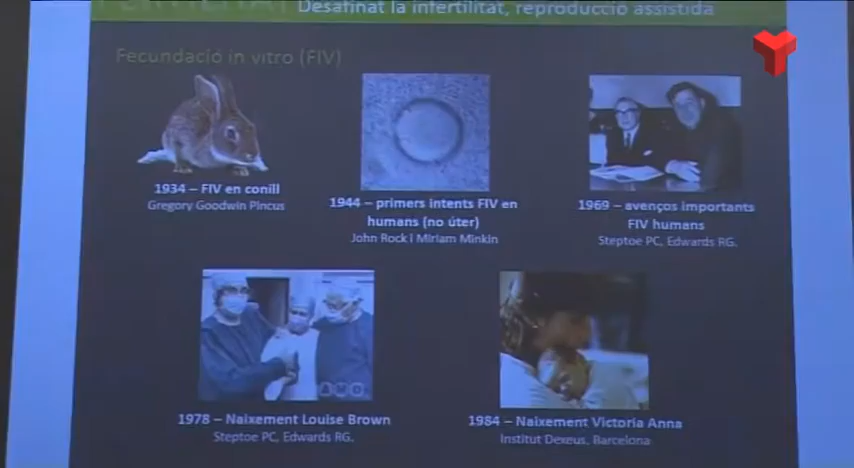 Desafinat la infertilitat, reproducció assistida
Fecundació in vitro (FIV)
1934 – FIV en conill
Gregory Goodwin Pincus
1944 – primers intents FIV en
humans (no úter)
John Rock i Miriam Minkin
1969 – avenços importants
FIV humans
Steptoe PC, Edwards RG.
1978 – Naixement Louise Brown
Steptoe PC, Edwards RG.
1984 – Naixement Victoria Anna
Institut Dexeus, Barcelona